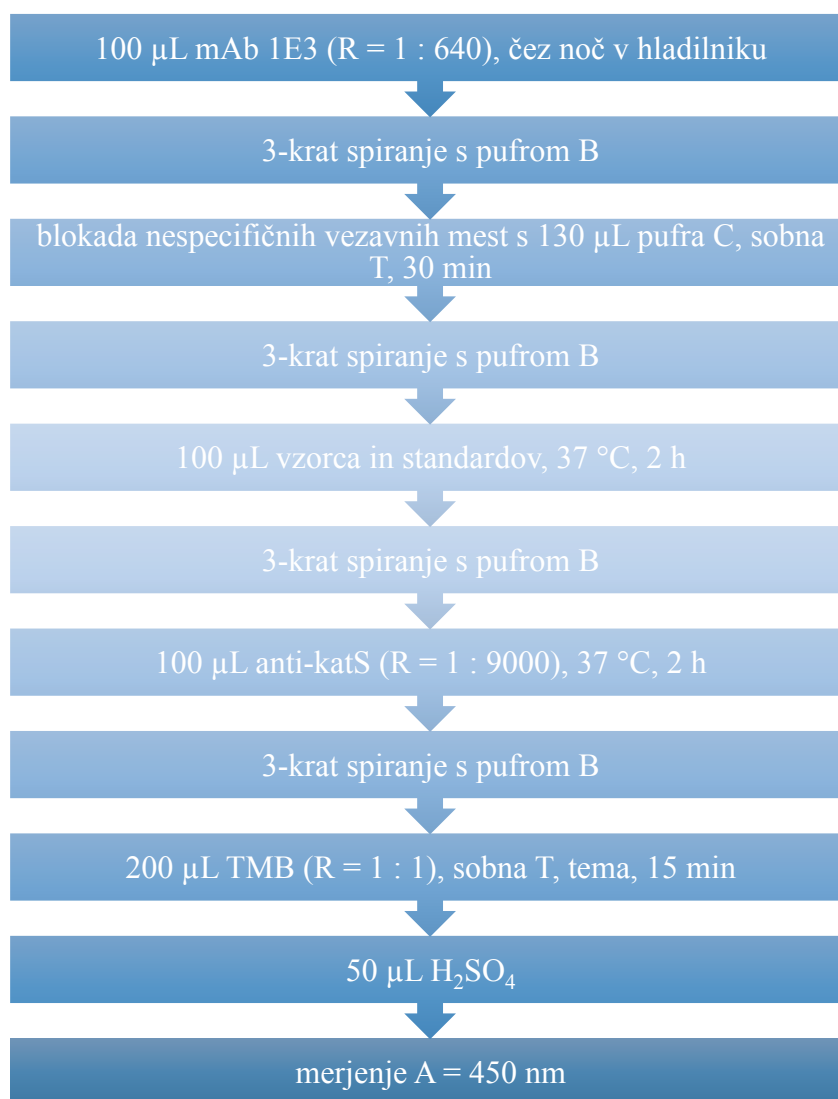 100 µL mAb 1E3 (R = 1 : 640), čez noč v hladilniku
3-krat spiranje s pufrom B
blokada nespecifičnih vezavnih mest s 130 µL pufra C, sobna
T, 30 min
3-krat spiranje s pufrom B
100 µL vzorca in standardov, 37 °C, 2 h
3-krat spiranje s pufrom B
100 µL anti-katS (R = 1 : 9000), 37 °C, 2 h
3-krat spiranje s pufrom B
200 µL TMB (R = 1 : 1), sobna T, tema, 15 min
50 µL H₂SO₄
merjenje A = 450 nm